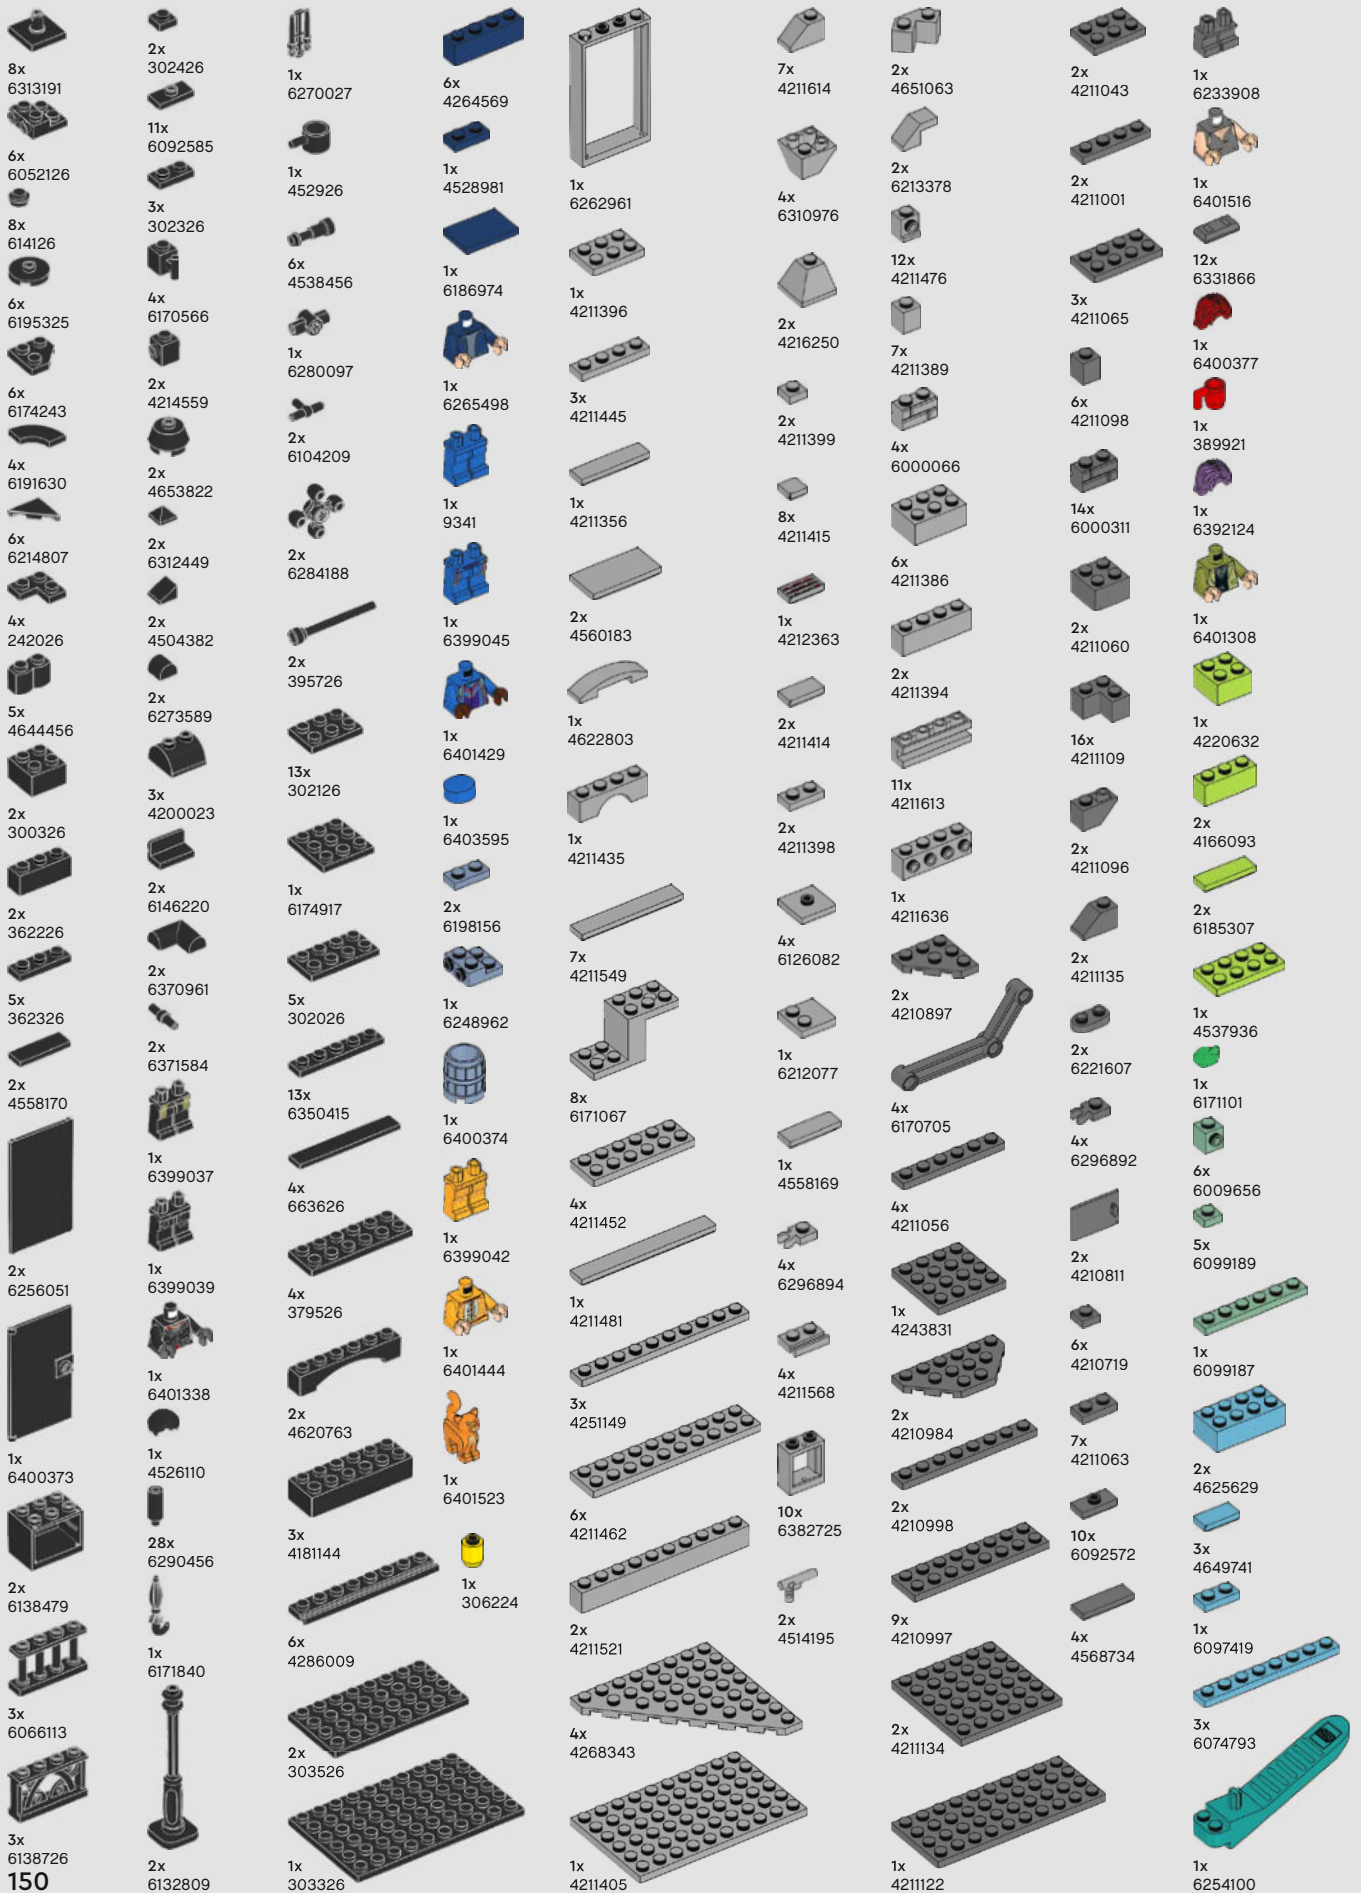 8x
6313191
6x
6052126
8x
614126
6x
6195325
6x
6174243
4x
6191630
6x
6214807
4x
242026
5x
4644456
2x
300326
2x
362226
5x
362326
2x
4558170
2x
6256051
1x
6400373
2x
6138479
3x
6066113
3x
6138726
150
2x
302426
11x
6092585
3x
302326
4x
6170566
2x
4214559
2x
4653822
2x
6312449
2x
4504382
2x
6273589
3x
4200023
2x
6146220
2x
6370961
2x
6371584
1x
6399037
1x
6399039
1x
6401338
1x
4526110
28x
6290456
1x
6171840
2x
6132809
1x
6270027
1x
452926
6x
4538456
1x
6280097
2x
6104209
2x
6284188
2x
395726
13x
302126
1x
6174917
5x
302026
13x
6350415
4x
663626
4x
379526
2x
4620763
3x
4181144
6x
4286009
2x
303526
1x
303326
6x
4264569
1x
4528981
1x
6186974
1x
6265498
1x
9341
1x
6399045
1x
6401429
1x
6403595
2x
6198156
1x
6248962
1x
6400374
1x
6399042
1x
6401444
1x
6401523
1x
306224
1x
6262961
1x
4211396
3x
4211445
1x
4211356
2x
4560183
1x
4622803
1x
4211435
7x
4211549
8x
6171067
4x
4211452
1x
4211481
3x
4251149
6x
4211462
2x
4211521
4x
4268343
1x
4211405
7x
4211614
4x
6310976
2x
4216250
2x
4211399
8x
4211415
1x
4212363
2x
4211414
2x
4211398
4x
6126082
1x
6212077
1x
4558169
4x
6296894
4x
4211568
10x
6382725
2x
4514195
2x
4651063
2x
6213378
12x
4211476
7x
4211389
4x
6000066
6x
4211386
2x
4211394
11x
4211613
1x
4211636
2x
4210897
4x
6170705
4x
4211056
1x
4243831
2x
4210984
2x
4210998
9x
4210997
2x
4211134
1x
4211122
2x
4211043
2x
4211001
3x
4211065
6x
4211098
14x
6000311
2x
4211060
16x
4211109
2x
4211096
2x
4211135
2x
6221607
4x
6296892
2x
4210811
6x
4210719
7x
4211063
10x
6092572
4x
4568734
1x
6233908
1x
6401516
12x
6331866
1x
6400377
1x
389921
1x
6392124
1x
6401308
1x
4220632
2x
4166093
2x
6185307
1x
4537936
1x
6171101
6x
6009656
5x
6099189
1x
6099187
2x
4625629
3x
4649741
1x
6097419
3x
6074793
1x
6254100